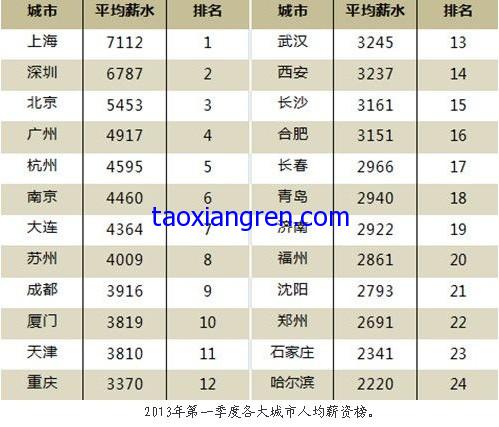 城市 平均薪水 排名 城市 平均薪水 排名
上海 7112 1 武汉 3245 13
深圳 6787 2 西安 3237 14
北京 5453 3 长沙 3161 15
广州 4917 4 合肥 3151 16
杭州 4595 5 长春 2966 17
南京 4460 6 青岛 2940 18
taoxiangren.com
大连 4364 7 济南 2922 19
苏州 4009 8 福州 2861 20
成都 3916 9 沈阳 2793 21
厦门 3819 10 郑州 2691 22
天津 3810 11 石家庄 2341 23
重庆 3370 12 哈尔滨 2220 24
2013年第一季度各大城市人均薪资榜。